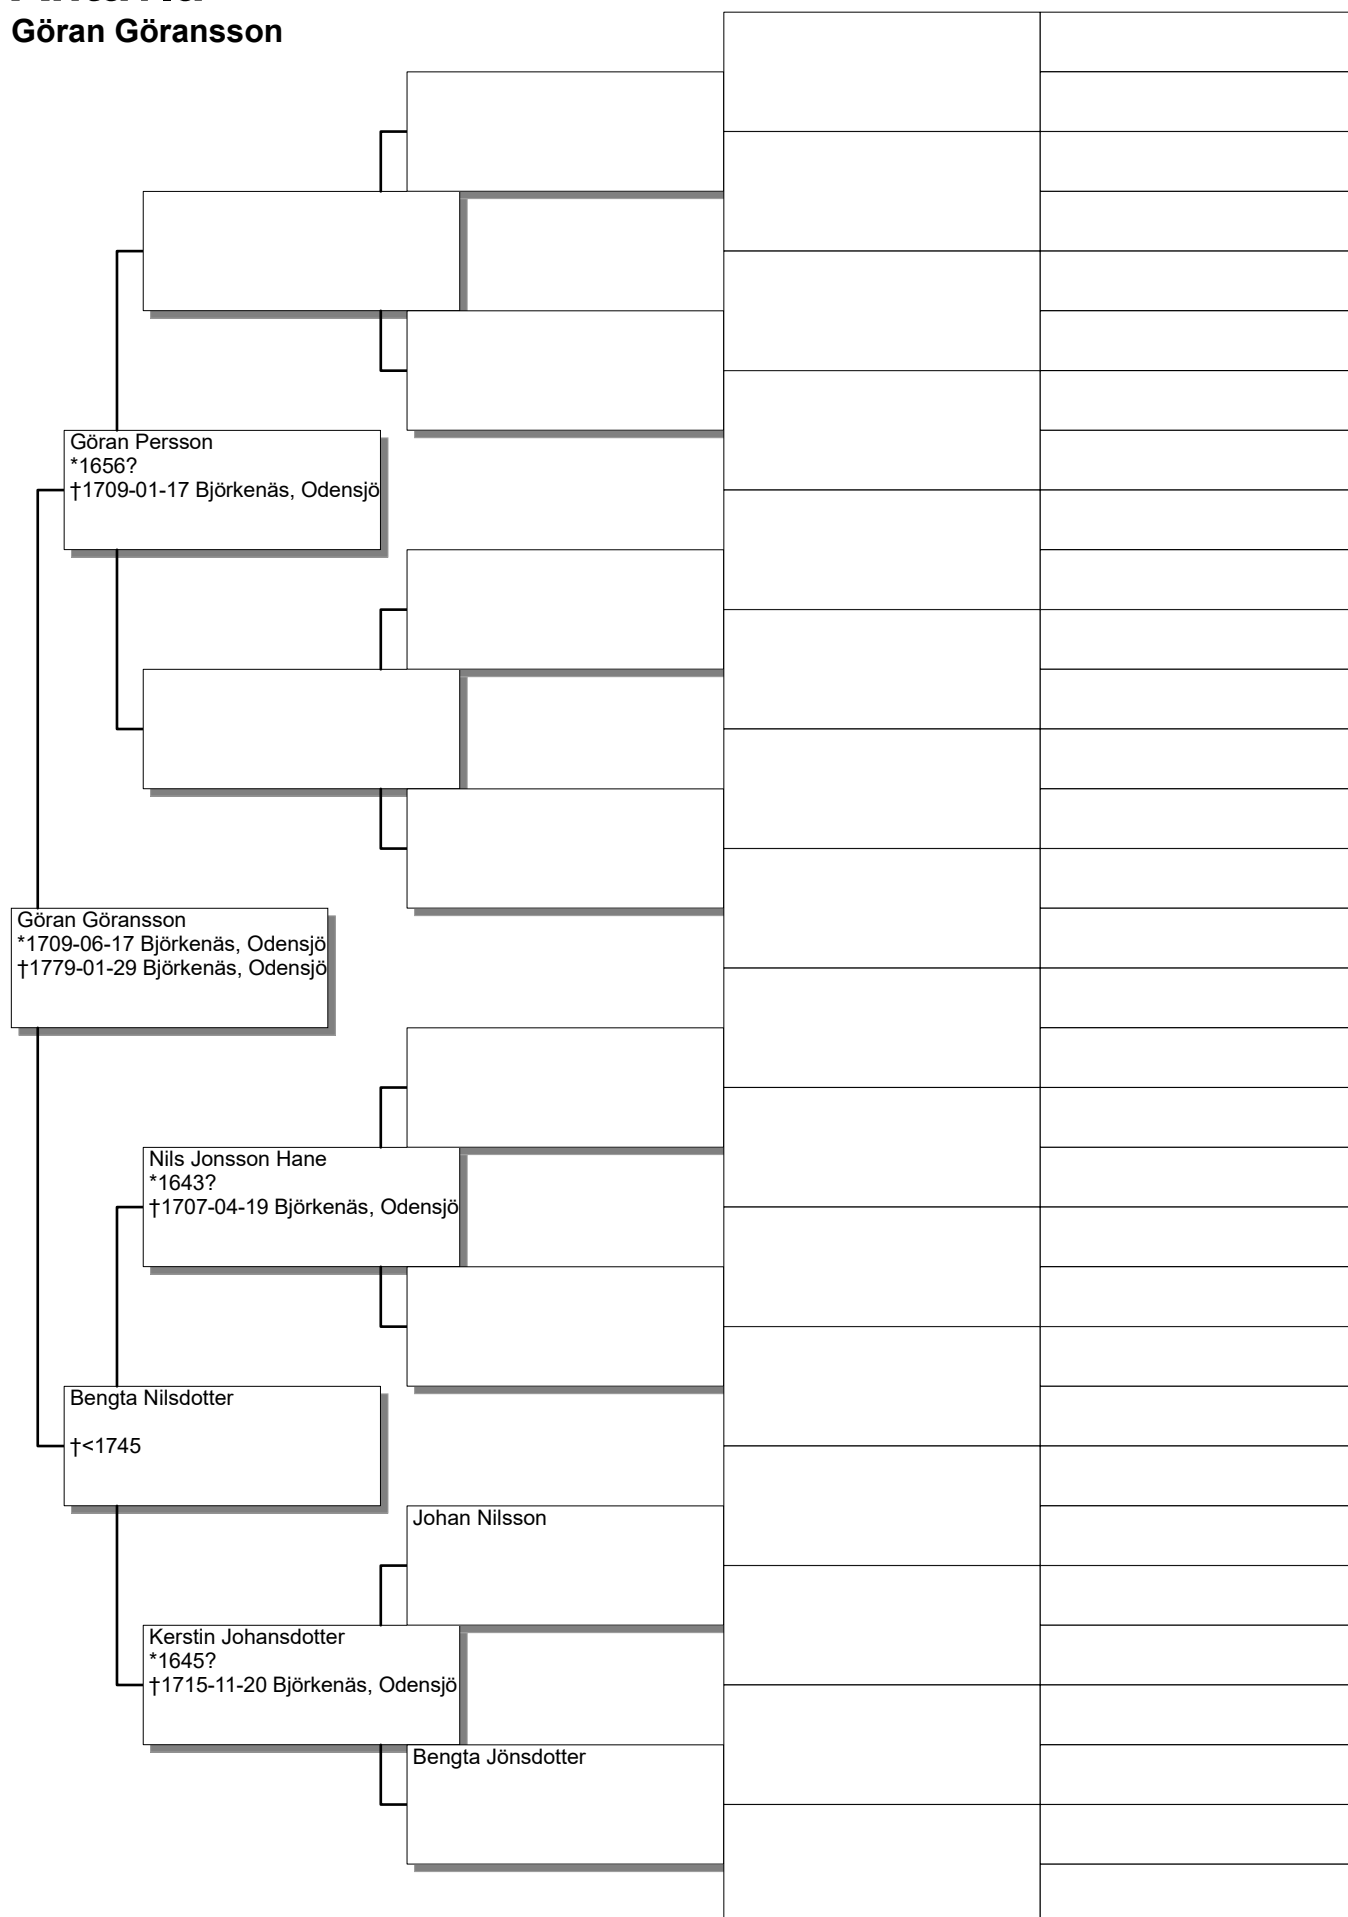 Göran Göransson
Göran Persson
*1656?
†1709-01-17 Björkenäs, Odensjö
Göran Göransson
*1709-06-17 Björkenäs, Odensjö
†1779-01-29 Björkenäs, Odensjö
Nils Jonsson Hane
*1643?
†1707-04-19 Björkenäs, Odensjö
Bengta Nilsdotter
†<1745
Johan Nilsson
Kerstin Johansdotter
*1645?
†1715-11-20 Björkenäs, Odensjö
Bengta Jönsdotter